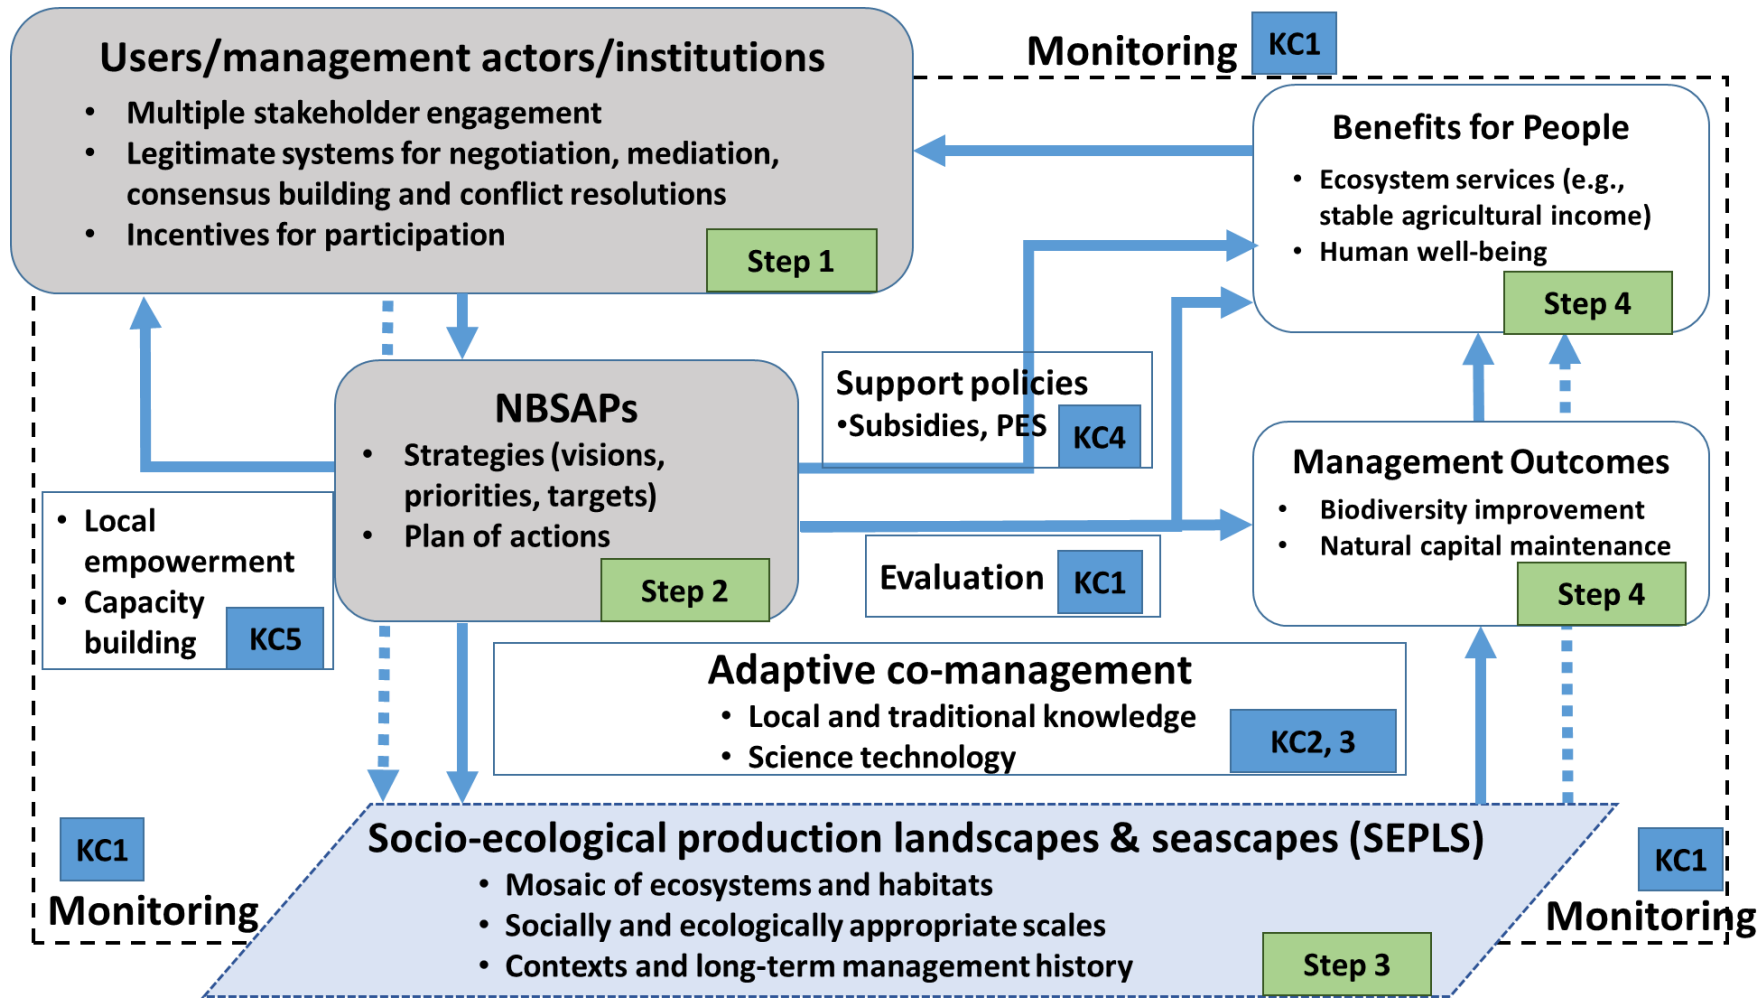 Users/management actors/institutions
• Multiple stakeholder engagement
• Legitimate systems for negotiation, mediation,
consensus building and conflict resolutions
• Incentives for participation
Step 1
Monitoring
KC1
Benefits for People
• Ecosystem services (e.g.,
stable agricultural income)
• Human well-being
Step 4
NBSAPs
• Strategies (visions,
priorities, targets)
• Plan of actions
Step 2
Support policies
•Subsidies, PES
KC4
Management Outcomes
• Biodiversity improvement
• Natural capital maintenance
Step 4
Evaluation
KC1
• Local
empowerment
• Capacity
building
KC5
Adaptive co-management
• Local and traditional knowledge
• Science technology
KC2, 3
KC1
Monitoring
Socio-ecological production landscapes & seascapes (SEPLS)
• Mosaic of ecosystems and habitats
• Socially and ecologically appropriate scales
• Contexts and long-term management history
Step 3
KC1
Monitoring